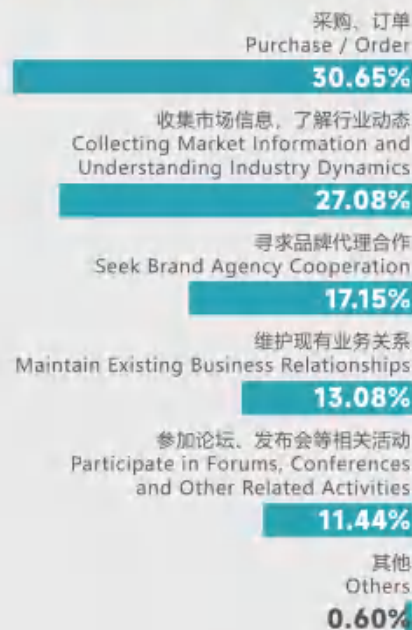 采购、订单
Purchase / Order
30.65%
收集市场信息，了解行业动态
Collecting Market Information and
Understanding Industry Dynamics
27.08%
寻求品牌代理合作
Seek Brand Agency Cooperation
17.15%
维护现有业务关系
Maintain Existing Business Relationships
13.08%
参加论坛、发布会等相关活动
Participate in Forums, Conferences
and Other Related Activities
11.44%
其他
Others
0.60%